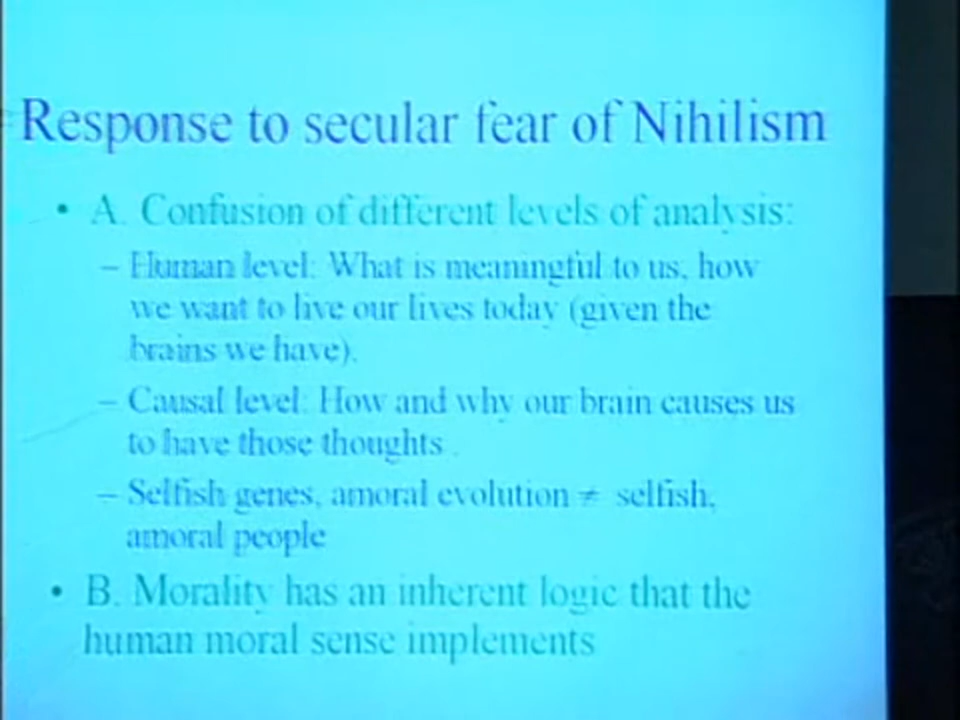 Response to secular fear of Nihilism
• A. Confusion of different levels of analysis:
– Human level: What is meaningful to us, how
we want to live our lives today (given the
brains we have).
– Causal level: How and why our brain causes us
to have those thoughts .
– Selfish genes, amoral evolution ≠ selfish,
amoral people
• B. Morality has an inherent logic that the
human moral sense implements